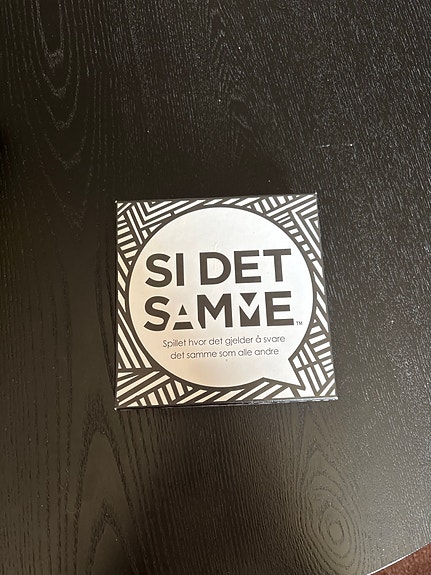 SI DET
SAMME™
Spillet hvor det gjelder å svare
det samme som alle andre